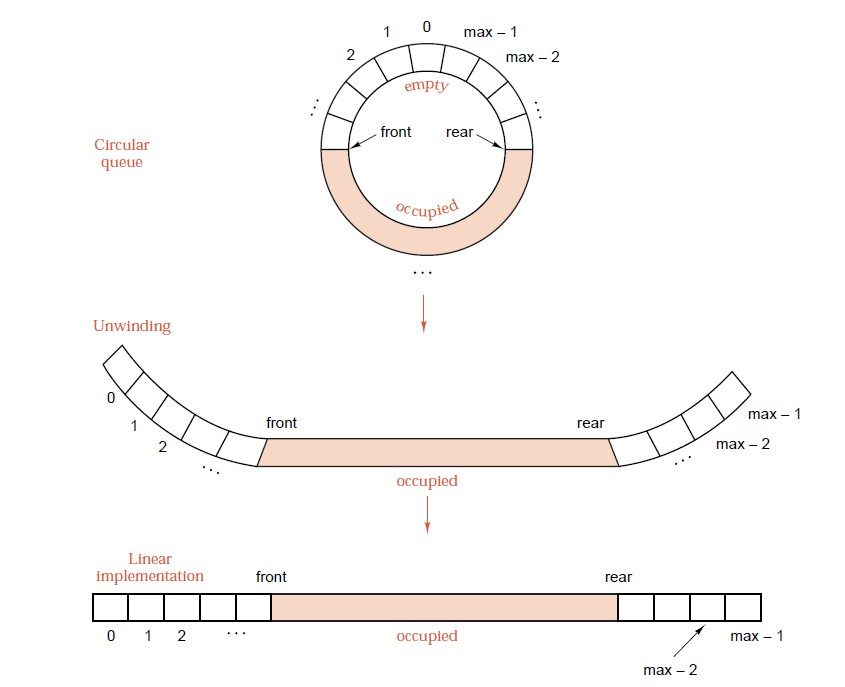 0
1
max – 1
2
max – 2
empty
...
...
front
rear
Circular
queue
occupied
...
Unwinding
0
front
rear
max – 1
1
2
max – 2
...
...
occupied
Linear
implementation
front
rear
0
1
2
...
occupied
max – 1
max – 2